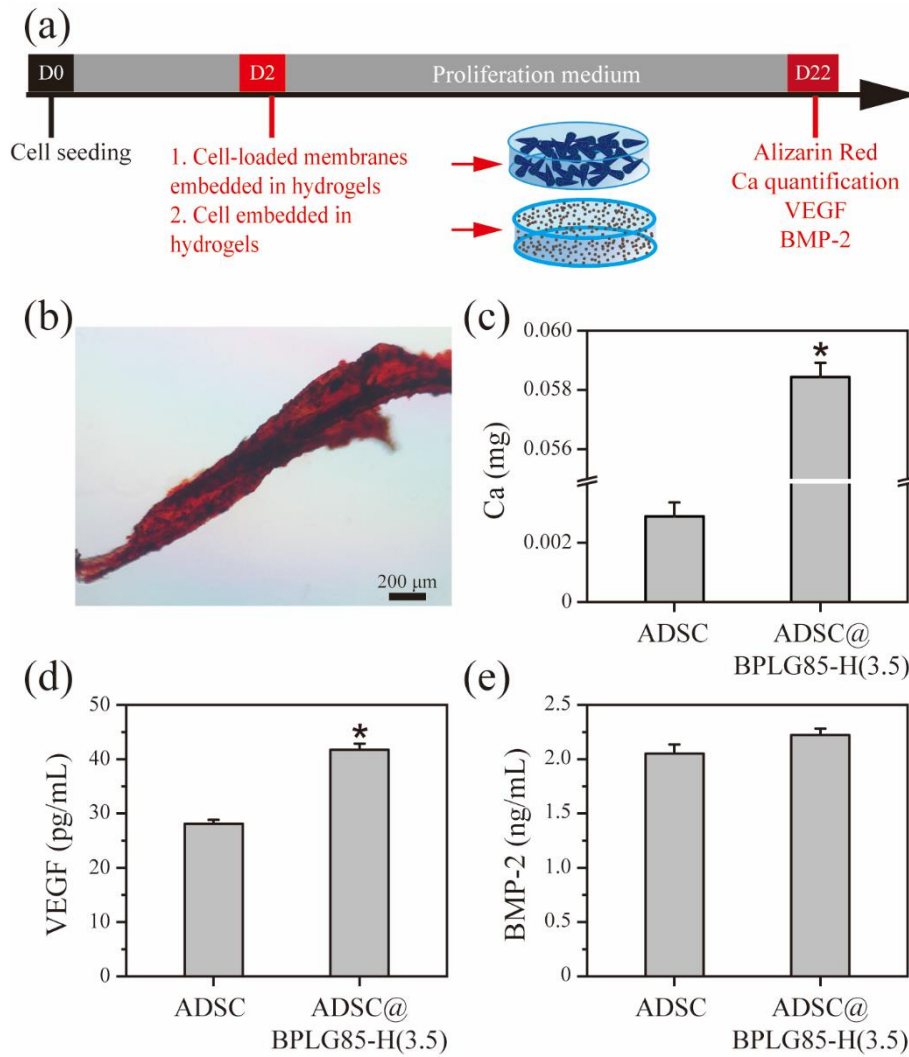 (a)
D0
D2
Proliferation medium
D22
Cell seeding
1. Cell-loaded membranes
embedded in hydrogels
2. Cell embedded in
hydrogels
Alizarin Red
Ca quantification
VEGF
BMP-2
(b)
200 μm
(c)
Ca (mg)
0.060
0.058
0.056
0.002
0
*
ADSC
ADSC@
BPLG85-H(3.5)
(d)
VEGF (pg/mL)
50
40
30
20
10
0
*
ADSC
ADSC@
BPLG85-H(3.5)
(e)
BMP-2 (ng/mL)
2.5
2.0
1.5
1.0
0.5
0
ADSC
ADSC@
BPLG85-H(3.5)